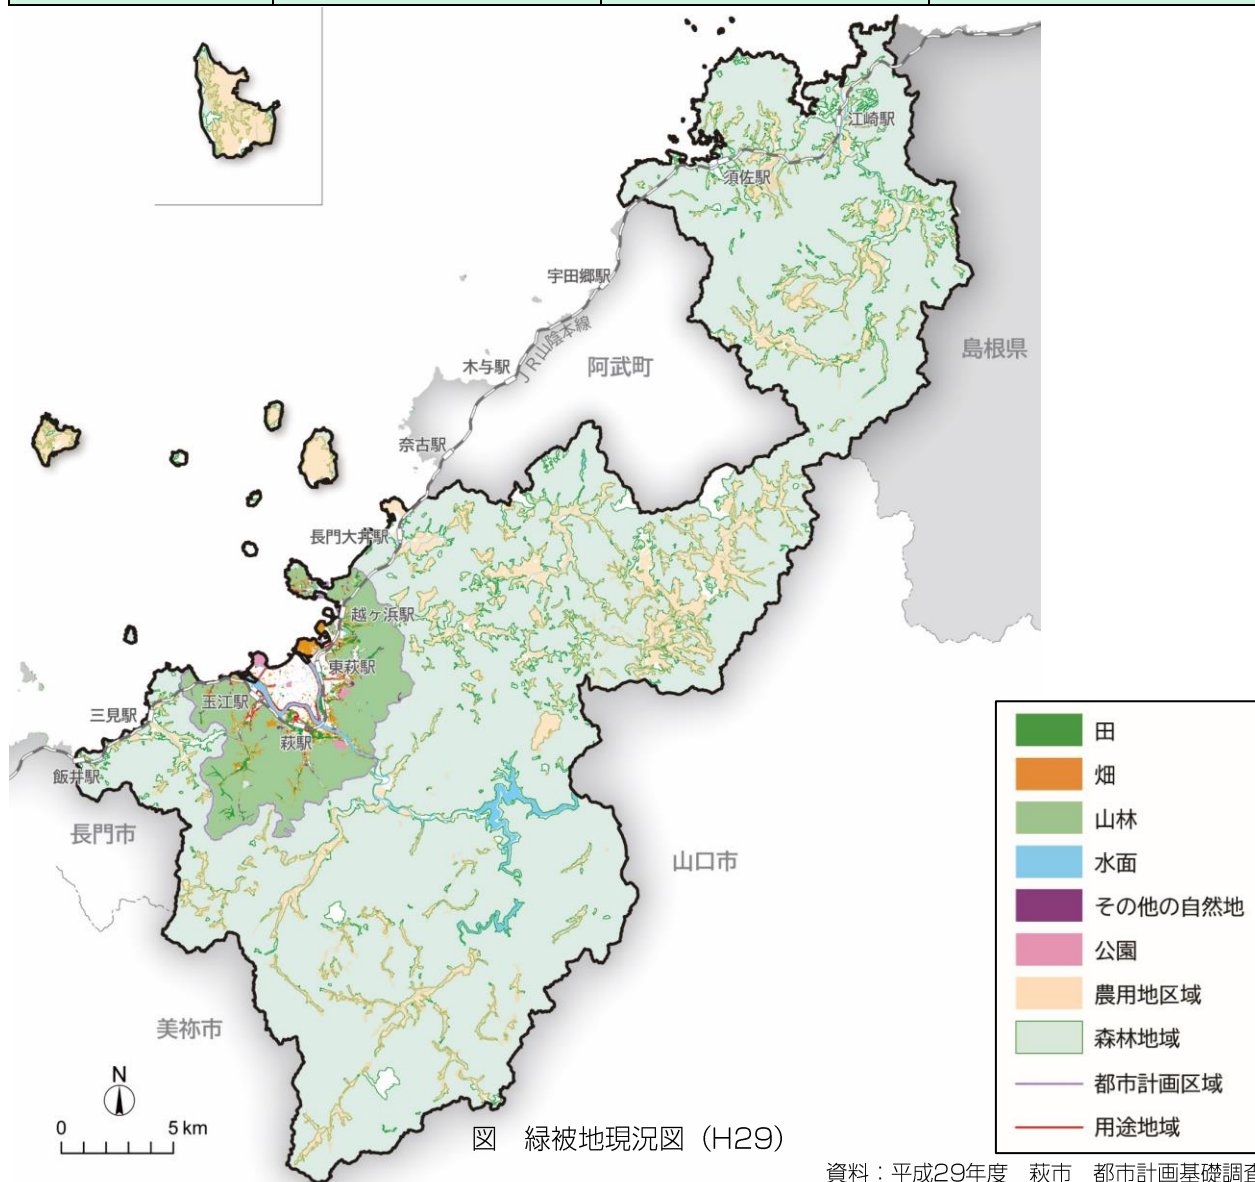 江崎駅
須佐駅
宇田郷駅
JR山陰本線
木与駅
阿武町
島根県
奈古駅
長門大井駅
越ヶ浜駅
東萩駅
玉江駅
三見駅
萩駅
飯井駅
長門市
山口市
美祢市
N
0 5 km
田
畑
山林
水面
その他の自然地
公園
農用地区域
森林地域
都市計画区域
用途地域
図 緑被地現況図（H29）
資料：平成29年度 萩市 都市計画基礎調査